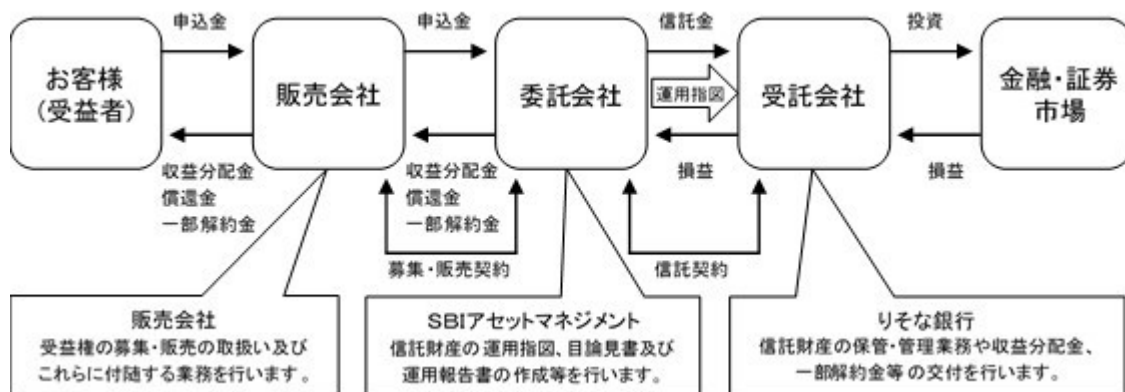 申込金
申込金
信託金
投資
お客様
(受益者)
販売会社
委託会社
運用指図
受託会社
金融・証券
市場
収益分配金
償還金
一部解約金
収益分配金
償還金
一部解約金
損益
損益
募集・販売契約
信託契約
販売会社
受益権の募集・販売の取扱い及び
これらに付随する業務を行います。
SBIアセットマネジメント
信託財産の運用指図、目論見書及び
運用報告書の作成等を行います。
りそな銀行
信託財産の保管・管理業務や収益分配金、
一部解約金等の交付を行います。